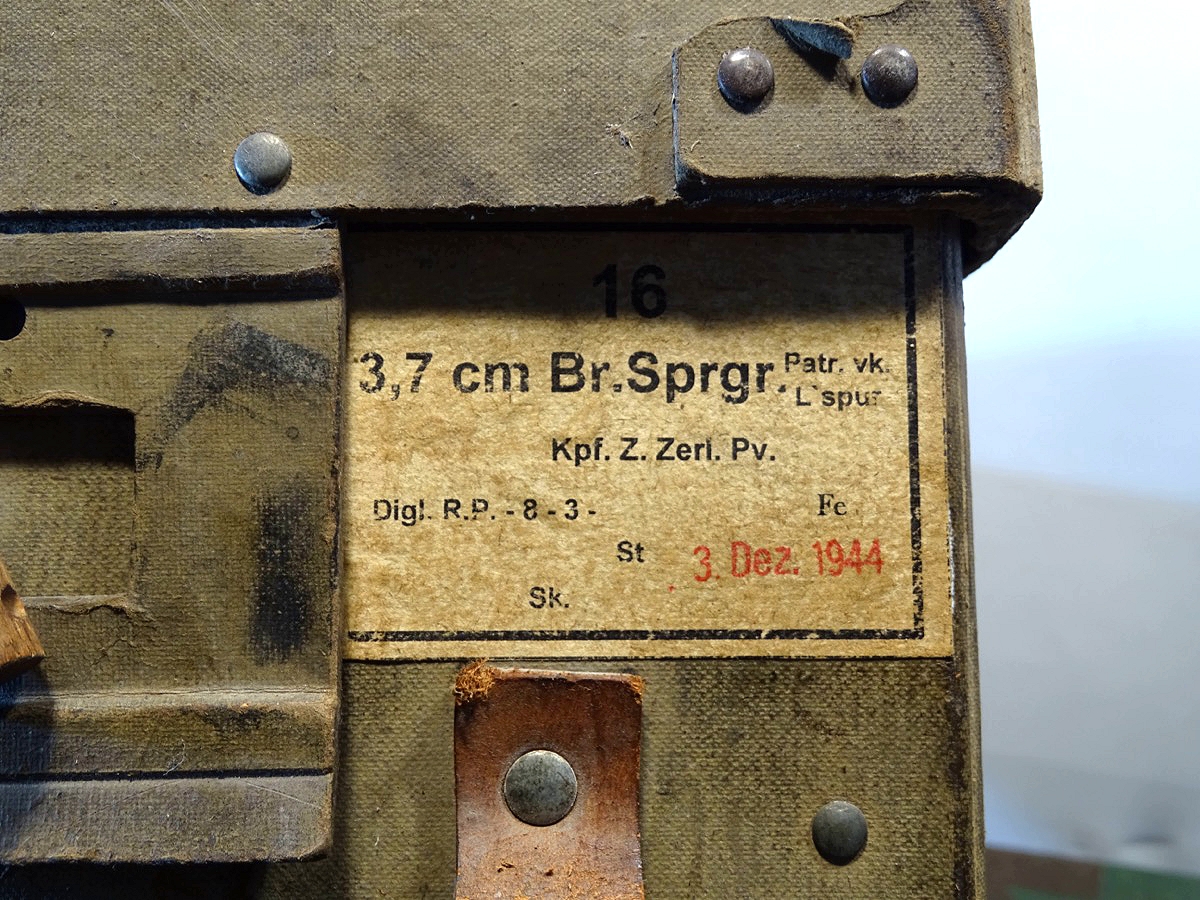 16
3,7 cm Br.Sprgr. Patr. vk.
L'spur
Kpf. Z. Zerl. Pv.
Digl. R.P. - 8 - 3 - Fe
St 3. Dez. 1944
Sk.